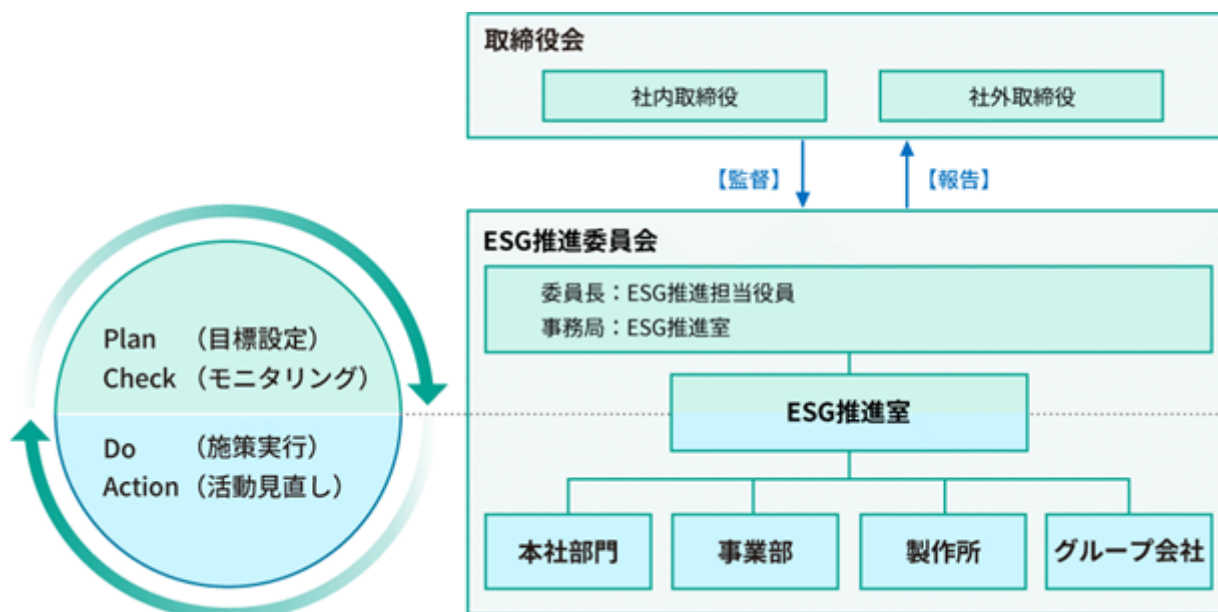 取締役会
社内取締役
社外取締役
【監督】
【報告】
ESG推進委員会
委員長：ESG推進担当役員
事務局：ESG推進室
ESG推進室
本社部門
事業部
製作所
グループ会社
Plan （目標設定）
Check （モニタリング）
Do （施策実行）
Action （活動見直し）